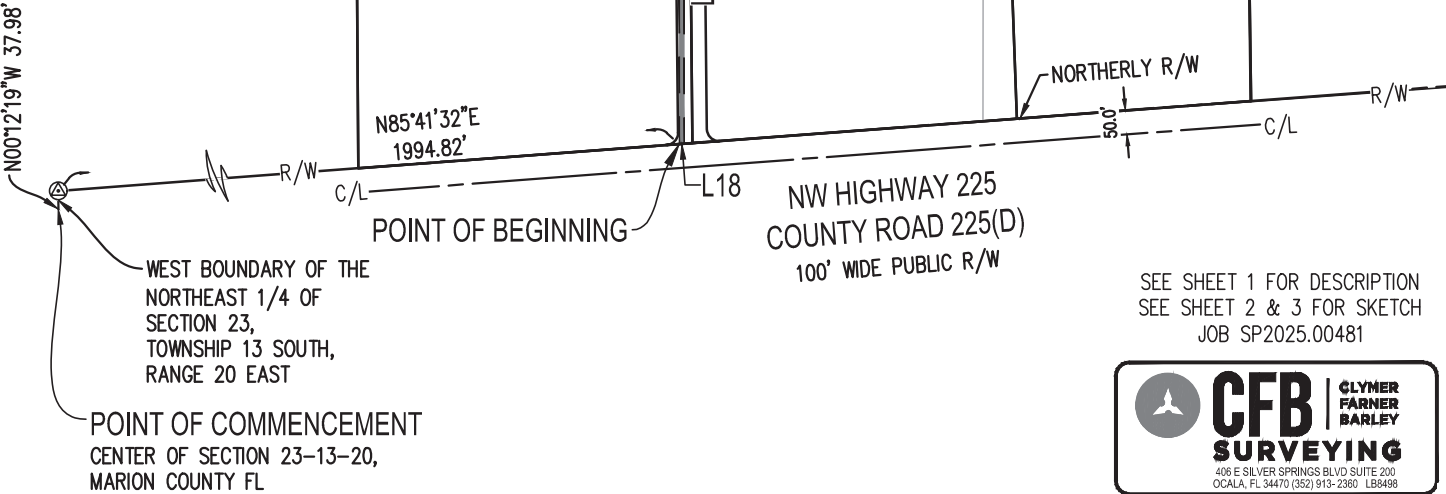 N00°12'19"W 37.98'
N85°41'32"E
1994.82'
NORTHERLY R/W
50.0'
R/W
C/L
R/W
C/L
L18
POINT OF BEGINNING
NW HIGHWAY 225
COUNTY ROAD 225(D)
100' WIDE PUBLIC R/W
WEST BOUNDARY OF THE
NORTHEAST 1/4 OF
SECTION 23,
TOWNSHIP 13 SOUTH,
RANGE 20 EAST
POINT OF COMMENCEMENT
CENTER OF SECTION 23-13-20,
MARION COUNTY FL
SEE SHEET 1 FOR DESCRIPTION
SEE SHEET 2 & 3 FOR SKETCH
JOB SP2025.00481
CFB
CLYMER
FARNER
BARLEY
SURVEYING
406 E SILVER SPRINGS BLVD SUITE 200
OCALA, FL 34470 (352) 913-2360 LB8498